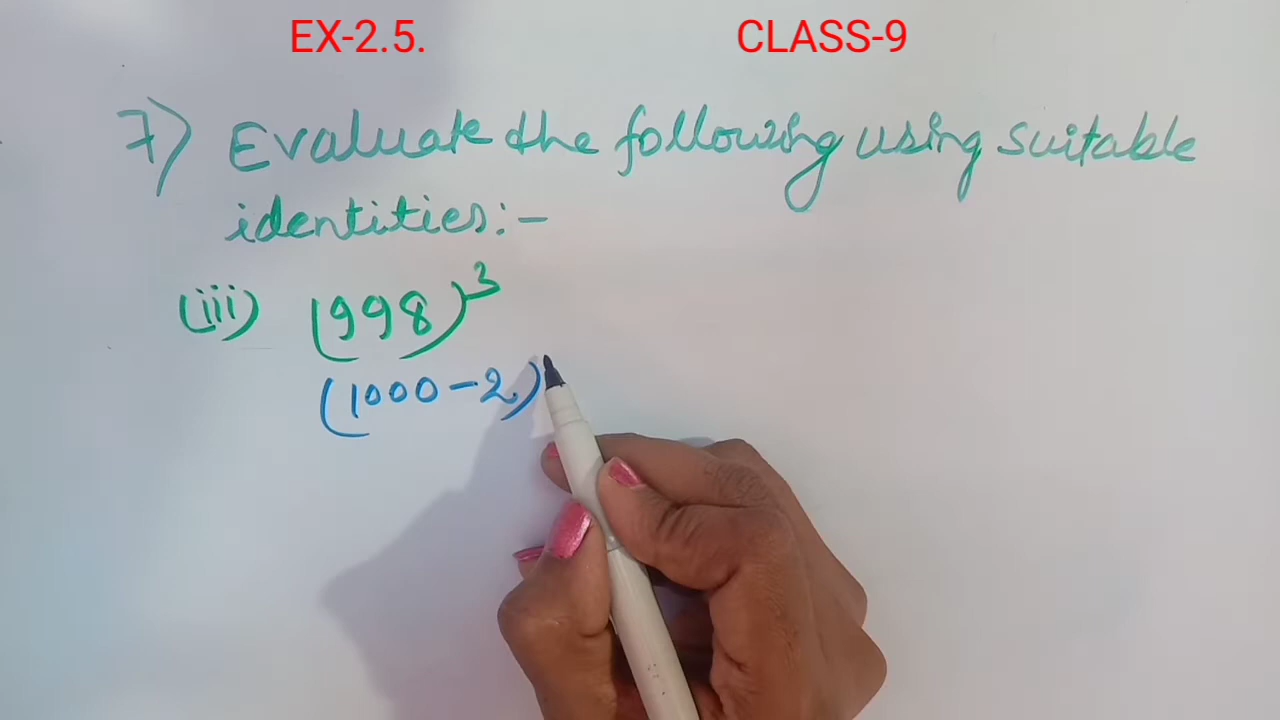 EX-2.5. CLASS-9
7) Evaluate the following using suitable
identities:-
(iii) (998)³
(1000-2)